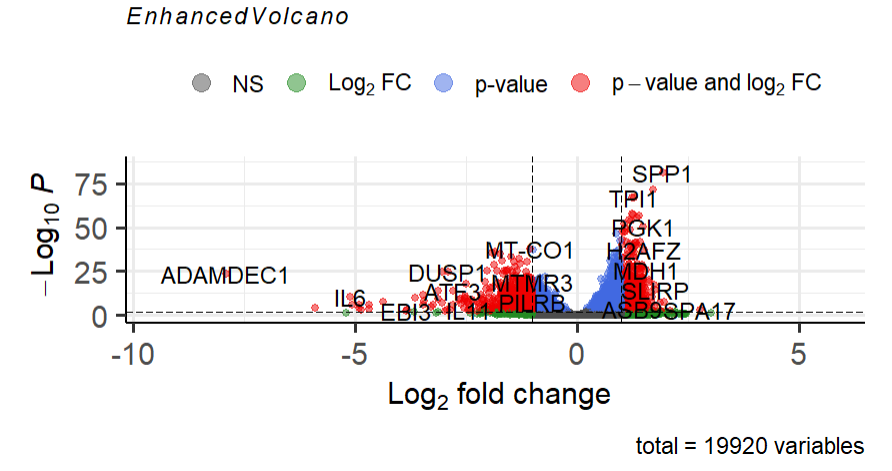 EnhancedVolcano
NS Log2 FC p-value p − value and log2 FC
−Log10 P
75
50
25
0
SPP1
TPI1
PGK1
MT-CO1
H2AFZ
ADAMDEC1
DUSP1
MDH1
MTMR3
ATF3
SLIRP
IL6
PILRB
EBI3
IL11
ASB9
SPA17
-10 -5 0 5
Log2 fold change
total = 19920 variables